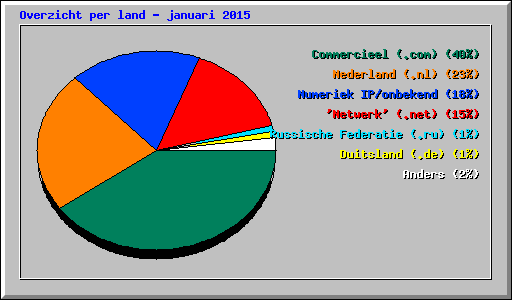 Overzicht per land - januari 2015
Commercieel (.com) (40%)
Nederland (.nl) (23%)
Numeriek IP/onbekend (18%)
'Netwerk' (.net) (15%)
Russische Federatie (.ru) (1%)
Duitsland (.de) (1%)
Anders (2%)